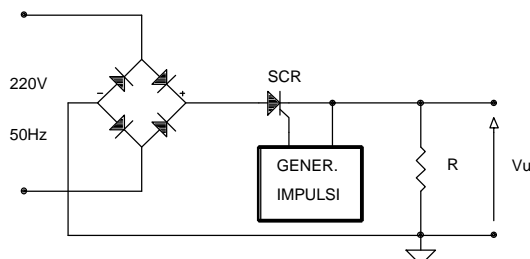 SCR
220V
50Hz
-
+
GENER.
IMPULSI
R
Vu